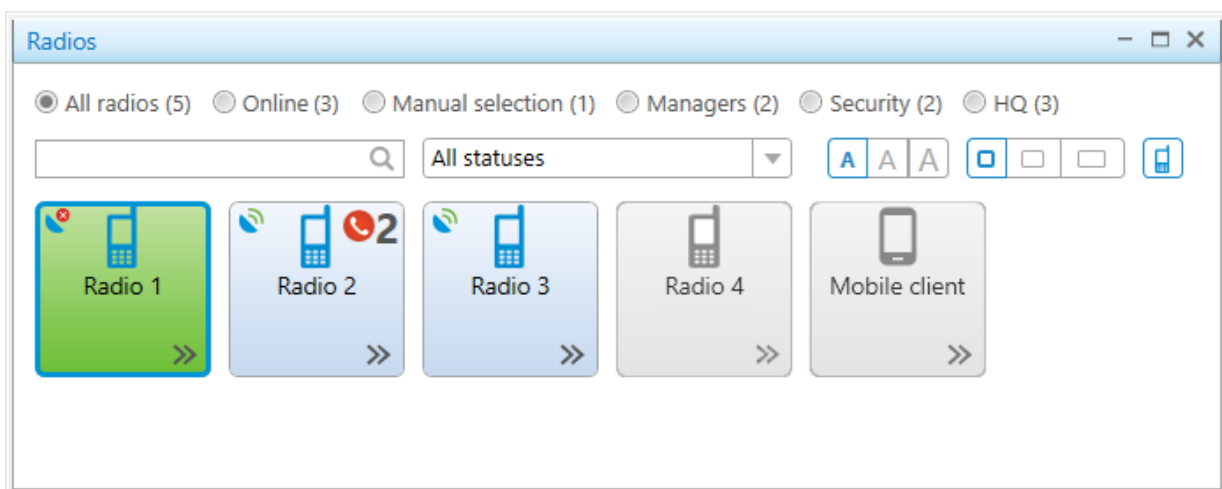 Radios
All radios (5) Online (3) Manual selection (1) Managers (2) Security (2) HQ (3)
All statuses A A A
2
Radio 1 Radio 2 Radio 3 Radio 4 Mobile client